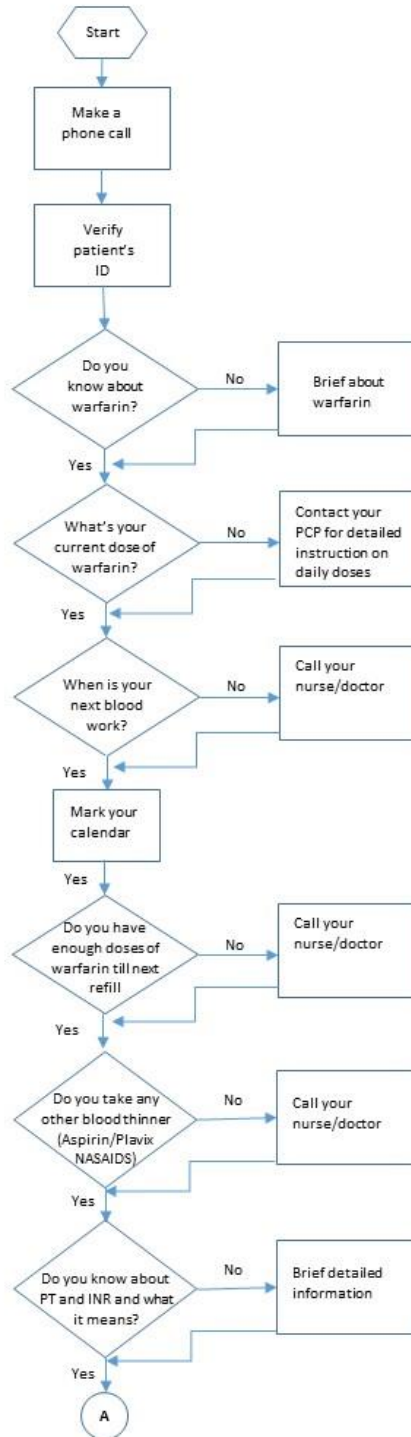 Start
Make a
phone call
Verify
patient's
ID
Do you
know about
warfarin?
No
Brief about
warfarin
Yes
What's your
current dose of
warfarin?
No
Contact your
PCP for detailed
instruction on
daily doses
Yes
When is your
next blood
work?
No
Call your
nurse/doctor
Yes
Mark your
calendar
Yes
Do you have
enough doses of
warfarin till next
refill
No
Call your
nurse/doctor
Yes
Do you take any
other blood thinner
(Aspirin/Plavix
NASAIDS)
No
Call your
nurse/doctor
Yes
Do you know about
PT and INR and what
it means?
No
Brief detailed
information
Yes
A